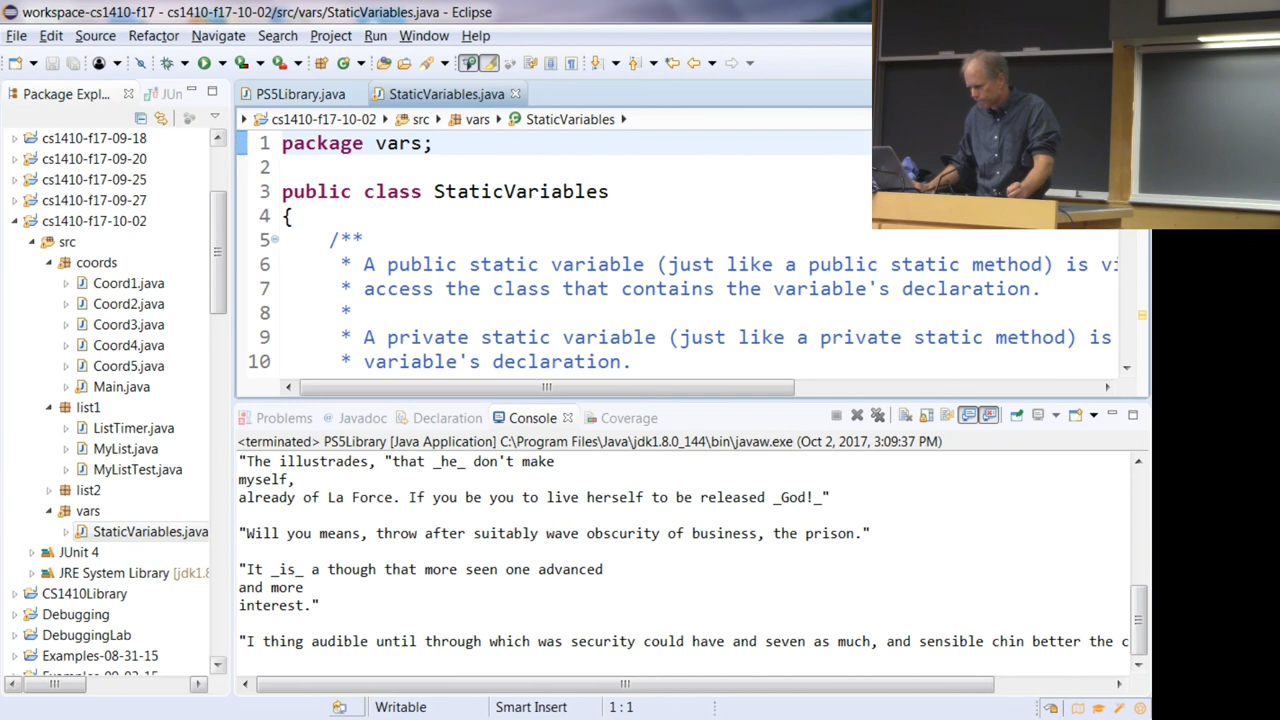 workspace-cs1410-f17 - cs1410-f17-10-02/src/vars/StaticVariables.java - Eclipse
File Edit Source Refactor Navigate Search Project Run Window Help
Package Expl... JUn
cs1410-f17-09-18
cs1410-f17-09-20
cs1410-f17-09-25
cs1410-f17-09-27
cs1410-f17-10-02
src
coords
Coord1.java
Coord2.java
Coord3.java
Coord4.java
Coord5.java
Main.java
list1
ListTimer.java
MyList.java
MyListTest.java
list2
vars
StaticVariables.java
JUnit 4
JRE System Library [jdk1.8
CS1410Library
Debugging
DebuggingLab
Examples-08-31-15
PS5Library.java StaticVariables.java
cs1410-f17-10-02 src vars StaticVariables
1 package vars;
2
3 public class StaticVariables
4 {
5 /**
6 * A public static variable (just like a public static method) is vi
7 * access the class that contains the variable's declaration.
8 *
9 * A private static variable (just like a private static method) is
10 * variable's declaration.
Problems Javadoc Declaration Console Coverage
<terminated> PS5Library [Java Application] C:\Program Files\Java\jdk1.8.0_144\bin\javaw.exe (Oct 2, 2017, 3:09:37 PM)
"The illustrades, "that _he_ don't make
myself,
already of La Force. If you be you to live herself to be released _God!_"
"Will you means, throw after suitably wave obscurity of business, the prison."
"It _is_ a though that more seen one advanced
and more
interest."
"I thing audible until through which was security could have and seven as much, and sensible chin better the c
Writable Smart Insert 1 : 1